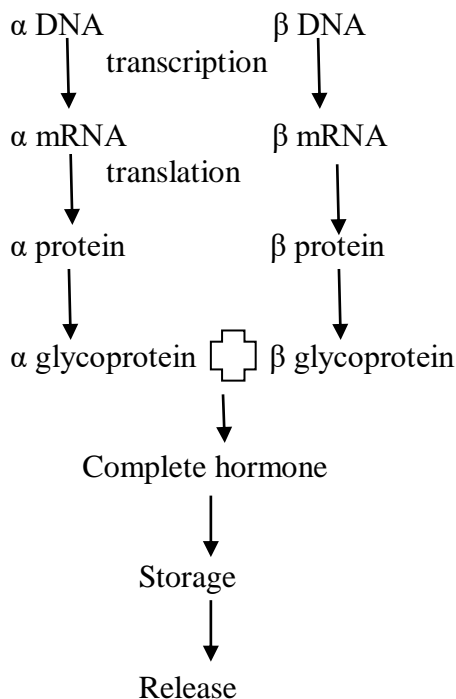 α DNA β DNA
transcription
α mRNA β mRNA
translation
α protein β protein
α glycoprotein β glycoprotein
Complete hormone
Storage
Release